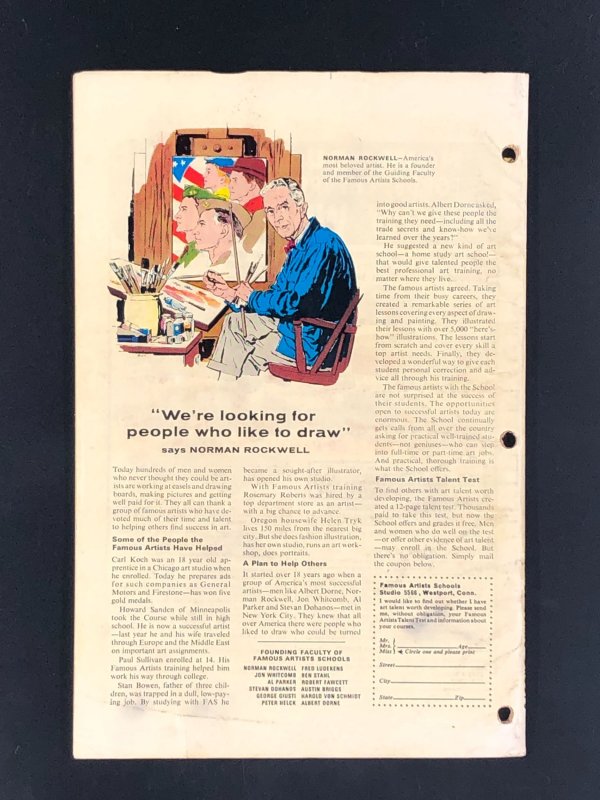 NORMAN ROCKWELL—America's
most beloved artist. He is a founder
and member of the Guiding Faculty
of the Famous Artists Schools.
"We're looking for
people who like to draw"
says NORMAN ROCKWELL
Today hundreds of men and women
who never thought they could be art-
ists are working at easels and drawing
boards, making pictures and getting
well paid for it. They all can thank a
group of famous artists who have de-
voted much of their time and talent
to helping others find success in art.
Some of the People the
Famous Artists Have Helped
Carl Koch was an 18 year old ap-
prentice in a Chicago art studio when
he enrolled. Today he prepares ads
for such companies as General
Motors and Firestone—has won five
gold medals.
Howard Sanden of Minneapolis
took the Course while still in high
school. He is now a successful artist
—last year he and his wife traveled
through Europe and the Middle East
on important art assignments.
Paul Sullivan enrolled at 14. His
Famous Artists training helped him
work his way through college.
Stan Bowen, father of three chil-
dren, was trapped in a dull, low-pay-
ing job. By studying with FAS he
became a sought-after illustrator,
has opened his own studio.
With Famous Artists training
Rosemary Roberts was hired by a
top department store as an artist—
with a big chance to advance.
Oregon housewife Helen Tryk
lives 150 miles from the nearest big
city. But she does fashion illustration,
has her own studio, runs an art work-
shop, does portraits.
A Plan to Help Others
It started over 18 years ago when a
group of America's most successful
artists—men like Albert Dorne, Nor-
man Rockwell, Jon Whitcomb, Al
Parker and Stevan Dohanos—met in
New York City. They knew that all
over America there were people who
liked to draw who could be turned
FOUNDING FACULTY OF
FAMOUS ARTISTS SCHOOLS
NORMAN ROCKWELL FRED LUDEKENS
JON WHITCOMB BEN STAHL
AL PARKER ROBERT FAWCETT
STEVAN DOHANOS AUSTIN BRIGGS
GEORGE GIUSTI HAROLD VON SCHMIDT
PETER HELCK ALBERT DORNE
into good artists. Albert Dorne asked,
"Why can't we give these people the
training they need—including all the
trade secrets and know-how we've
learned over the years?"
He suggested a new kind of art
school—a home study art school—
that would give talented people the
best professional art training, no
matter where they live.
The famous artists agreed. Taking
time from their busy careers, they
created a remarkable series of art
lessons covering every aspect of draw-
ing and painting. They illustrated
their lessons with over 5,000 "here's-
how" illustrations. The lessons start
from scratch and cover every skill a
top artist needs. Finally, they de-
veloped a wonderful way to give each
student personal correction and ad-
vice all through his training.
The famous artists with the School
are not surprised at the success of
their students. The opportunities
open to successful artists today are
enormous. The School continually
gets calls from all over the country
asking for practical well-trained stu-
dents—not geniuses—who can step
into full-time or part-time art jobs.
And practical, thorough training is
what the School offers.
Famous Artists Talent Test
To find others with art talent worth
developing, the Famous Artists cre-
ated a 12-page talent test. Thousands
paid to take this test, but now the
School offers and grades it free. Men
and women who do well on the test
—or offer other evidence of art talent
—may enroll in the School. But
there's no obligation. Simply mail
the coupon below.
Famous Artists Schools
Studio 5566, Westport, Conn.
I would like to find out whether I have
art talent worth developing. Please send
me, without obligation, your Famous
Artists Talent Test and information about
your courses.
Mr.
Mrs. Age
Miss Circle one and please print
Street
City
State Zip